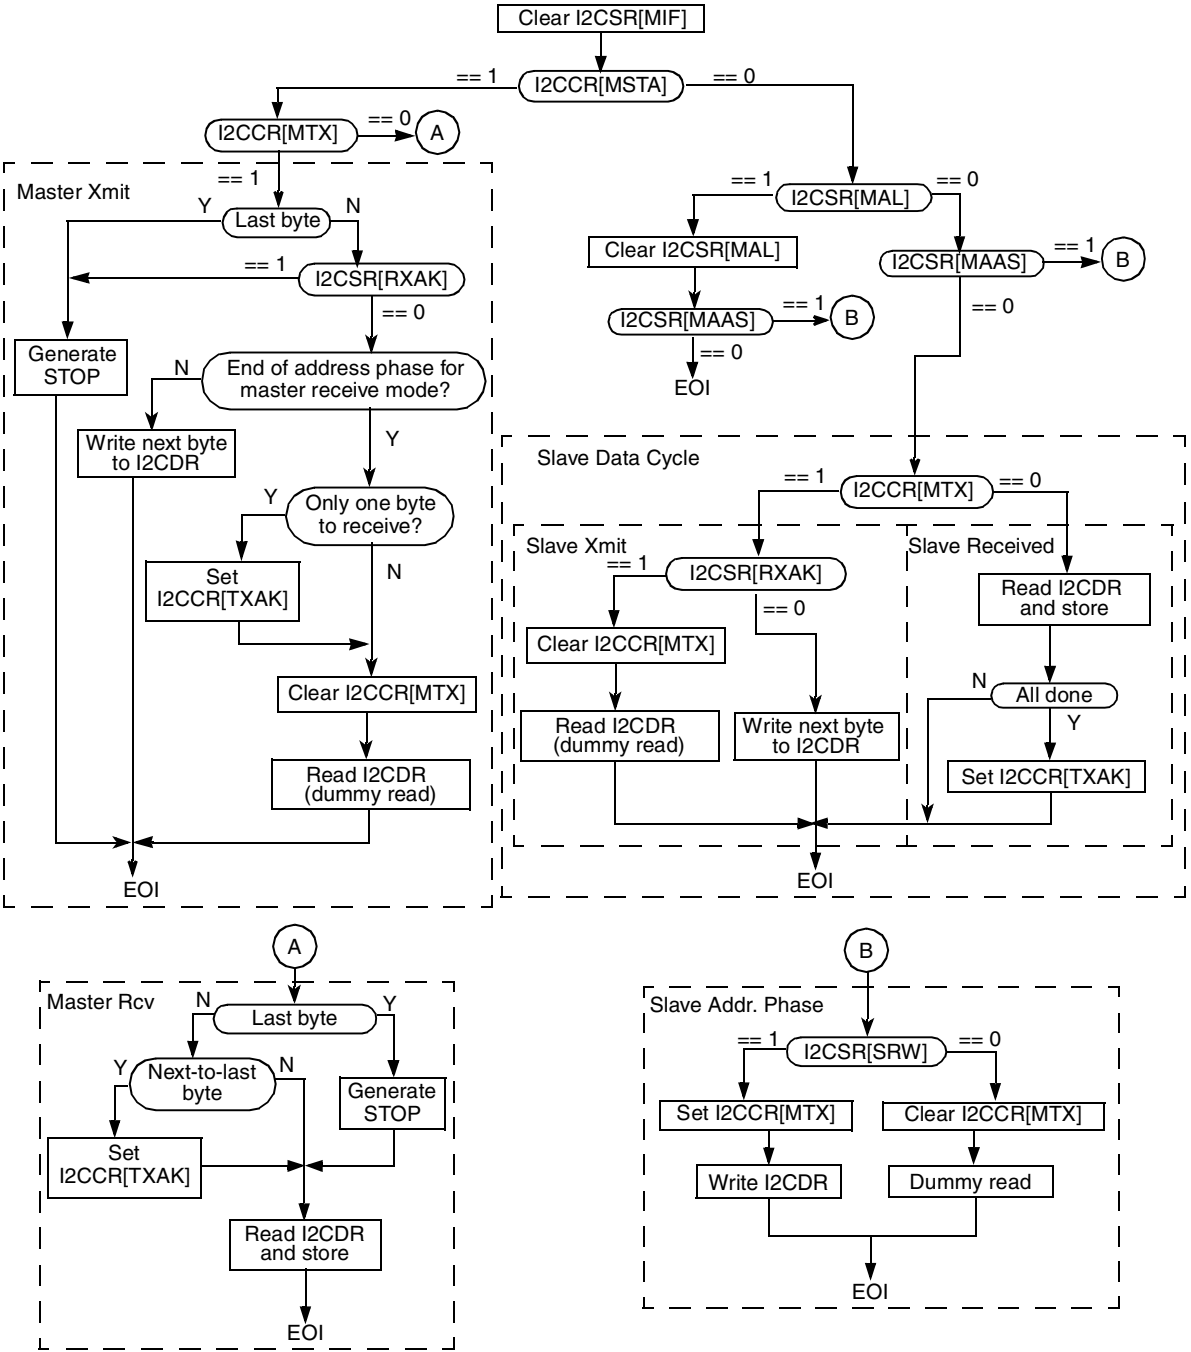 Clear I2CSR[MIF]
== 1
I2CCR[MSTA]
== 0
I2CCR[MTX]
== 0
A
== 1
Master Xmit
Y
Last byte
N
== 1
I2CSR[RXAK]
== 0
Generate
STOP
N
End of address phase for
master receive mode?
Write next byte
to I2CDR
Y
Y
Only one byte
to receive?
N
Set
I2CCR[TXAK]
Clear I2CCR[MTX]
Read I2CDR
(dummy read)
EOI
== 1
I2CSR[MAL]
== 0
Clear I2CSR[MAL]
I2CSR[MAAS]
== 1
B
I2CSR[MAAS]
== 1
B
== 0
EOI
== 0
Slave Data Cycle
== 1
I2CCR[MTX]
== 0
Slave Xmit
== 1
I2CSR[RXAK]
== 0
Clear I2CCR[MTX]
Read I2CDR
(dummy read)
Write next byte
to I2CDR
Slave Received
Read I2CDR
and store
N
All done
Y
Set I2CCR[TXAK]
EOI
A
Master Rcv
N
Last byte
Y
Y
Next-to-last
byte
N
Generate
STOP
Set
I2CCR[TXAK]
Read I2CDR
and store
EOI
B
Slave Addr. Phase
== 1
I2CSR[SRW]
== 0
Set I2CCR[MTX]
Clear I2CCR[MTX]
Write I2CDR
Dummy read
EOI